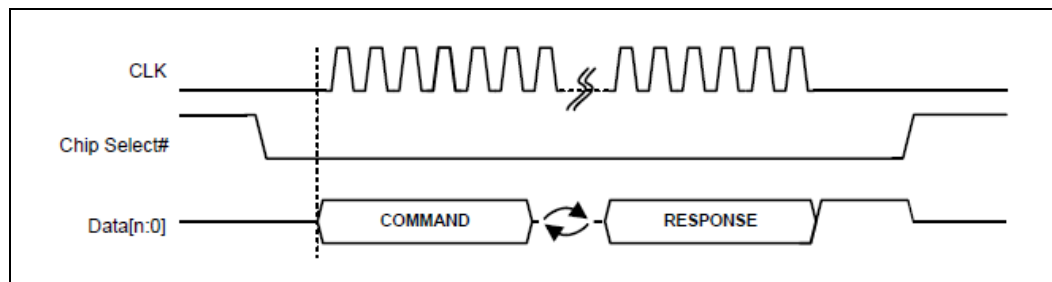 CLK
Chip Select#
Data[n:0]
COMMAND
RESPONSE